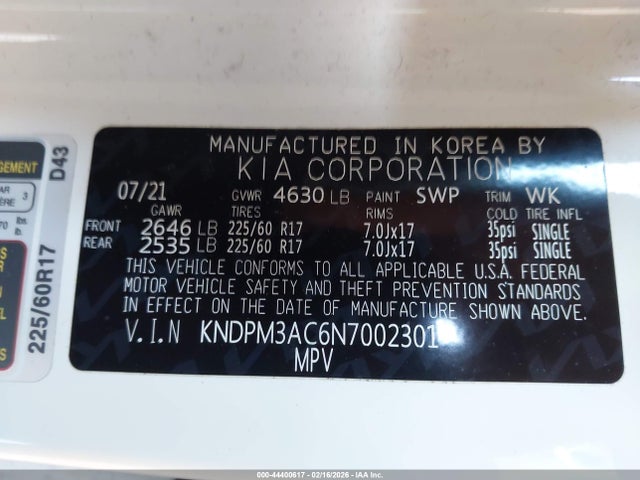 MANUFACTURED IN KOREA BY
KIA CORPORATION
07/21 GVWR 4630 LB PAINT SWP TRIM WK
GAWR TIRES RIMS COLD TIRE INFL
FRONT 2646 LB 225/60 R17 7.0Jx17 35psi SINGLE
REAR 2535 LB 225/60 R17 7.0Jx17 35psi SINGLE
THIS VEHICLE CONFORMS TO ALL APPLICABLE U.S.A. FEDERAL
MOTOR VEHICLE SAFETY AND THEFT PREVENTION STANDARDS
IN EFFECT ON THE DATE OF MANUFACTURE SHOWN ABOVE.
V.I.N KNDPM3AC6N7002301
MPV
D43
225/60R17
3
000-44400617 - 02/16/2026 - IAA Inc.